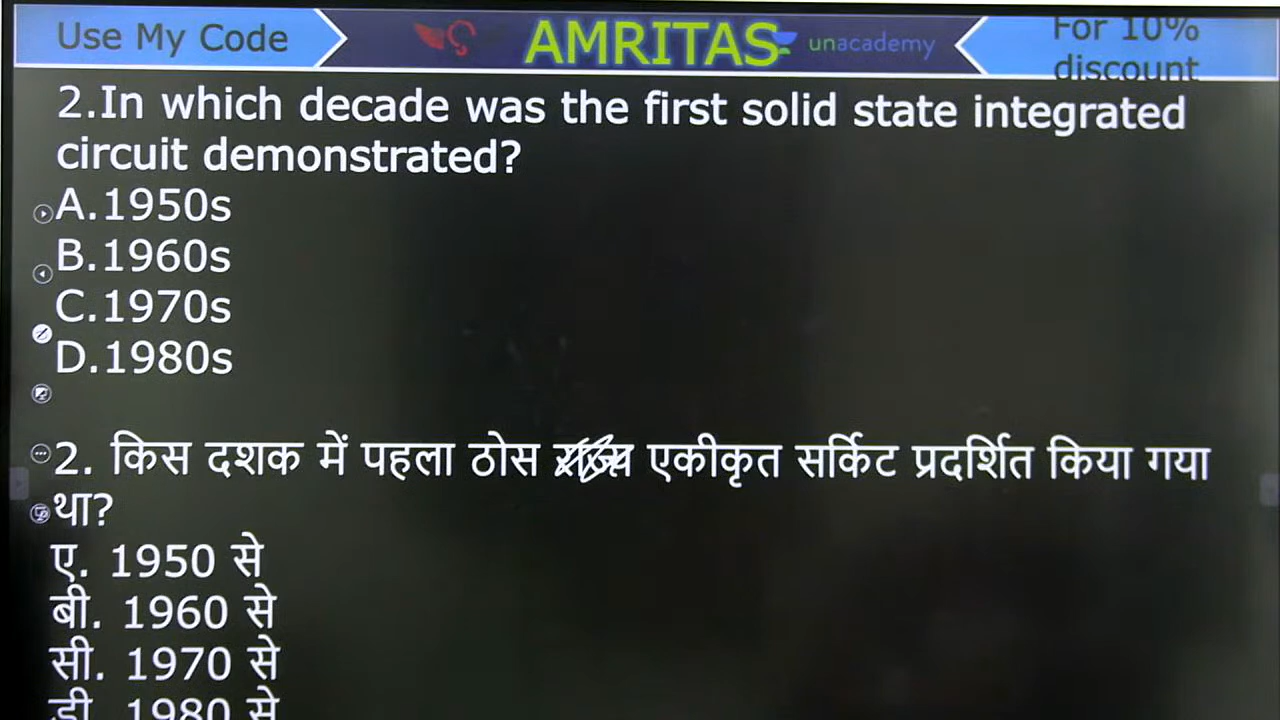 Use My Code
AMRITAS
unacademy
For 10%
discount
2.In which decade was the first solid state integrated
circuit demonstrated?
A.1950s
B.1960s
C.1970s
D.1980s
2. किस दशक में पहला ठोस एकीकृत सर्किट प्रदर्शित किया गया
था?
ए. 1950 से
बी. 1960 से
सी. 1970 से
डी. 1980 से